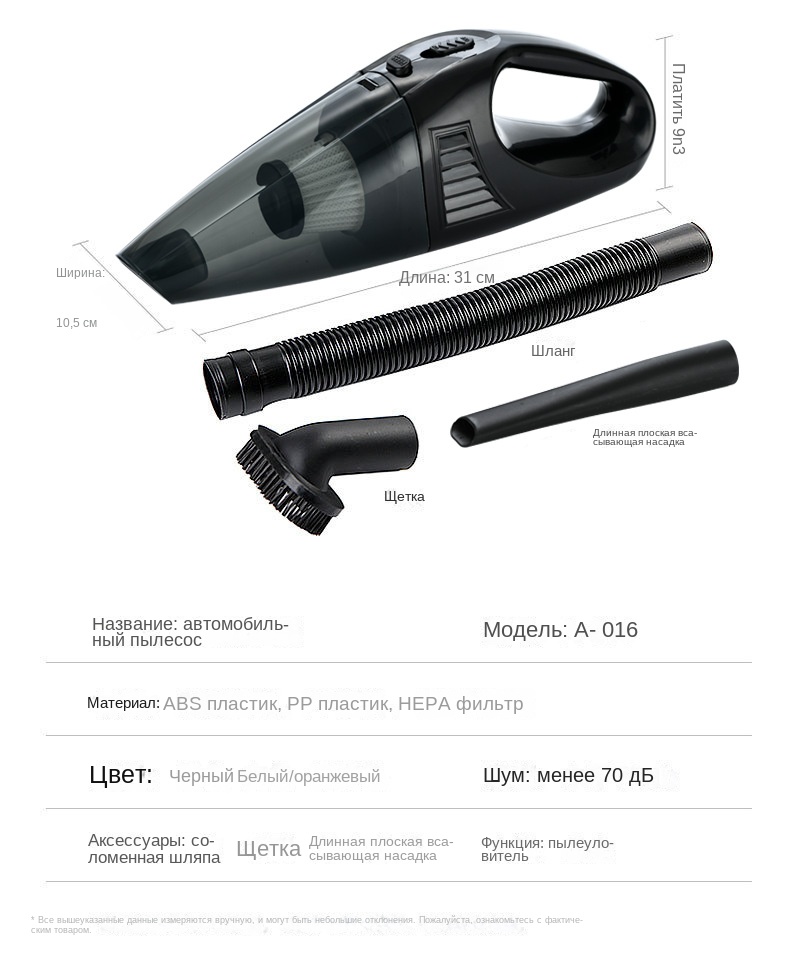 Платить 9п3
Ширина:
Длина: 31 см
10,5 см
Шланг
Длинная плоская вса-
сывающая насадка
Щетка
Название: автомобиль-
ный пылесос
Модель: А- 016
Материал: ABS пластик, PP пластик, HEPA фильтр
Цвет: Черный Белый/оранжевый
Шум: менее 70 дБ
Аксессуары: со-
ломенная шляпа
Щетка
Длинная плоская вса-
сывающая насадка
Функция: пылеуло-
витель
* Все вышеуказанные данные измеряются вручную, и могут быть небольшие отклонения. Пожалуйста, ознакомьтесь с фактиче-
ским товаром.